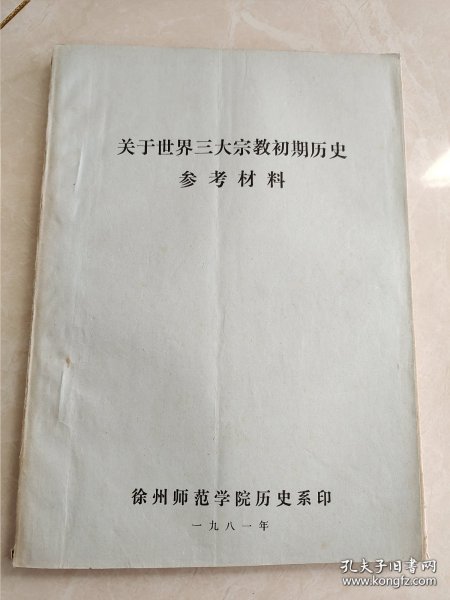 关于世界三大宗教初期历史
参考材料
徐州师范学院历史系印
一九八一年
孔夫子旧书网
www.kongfz.com